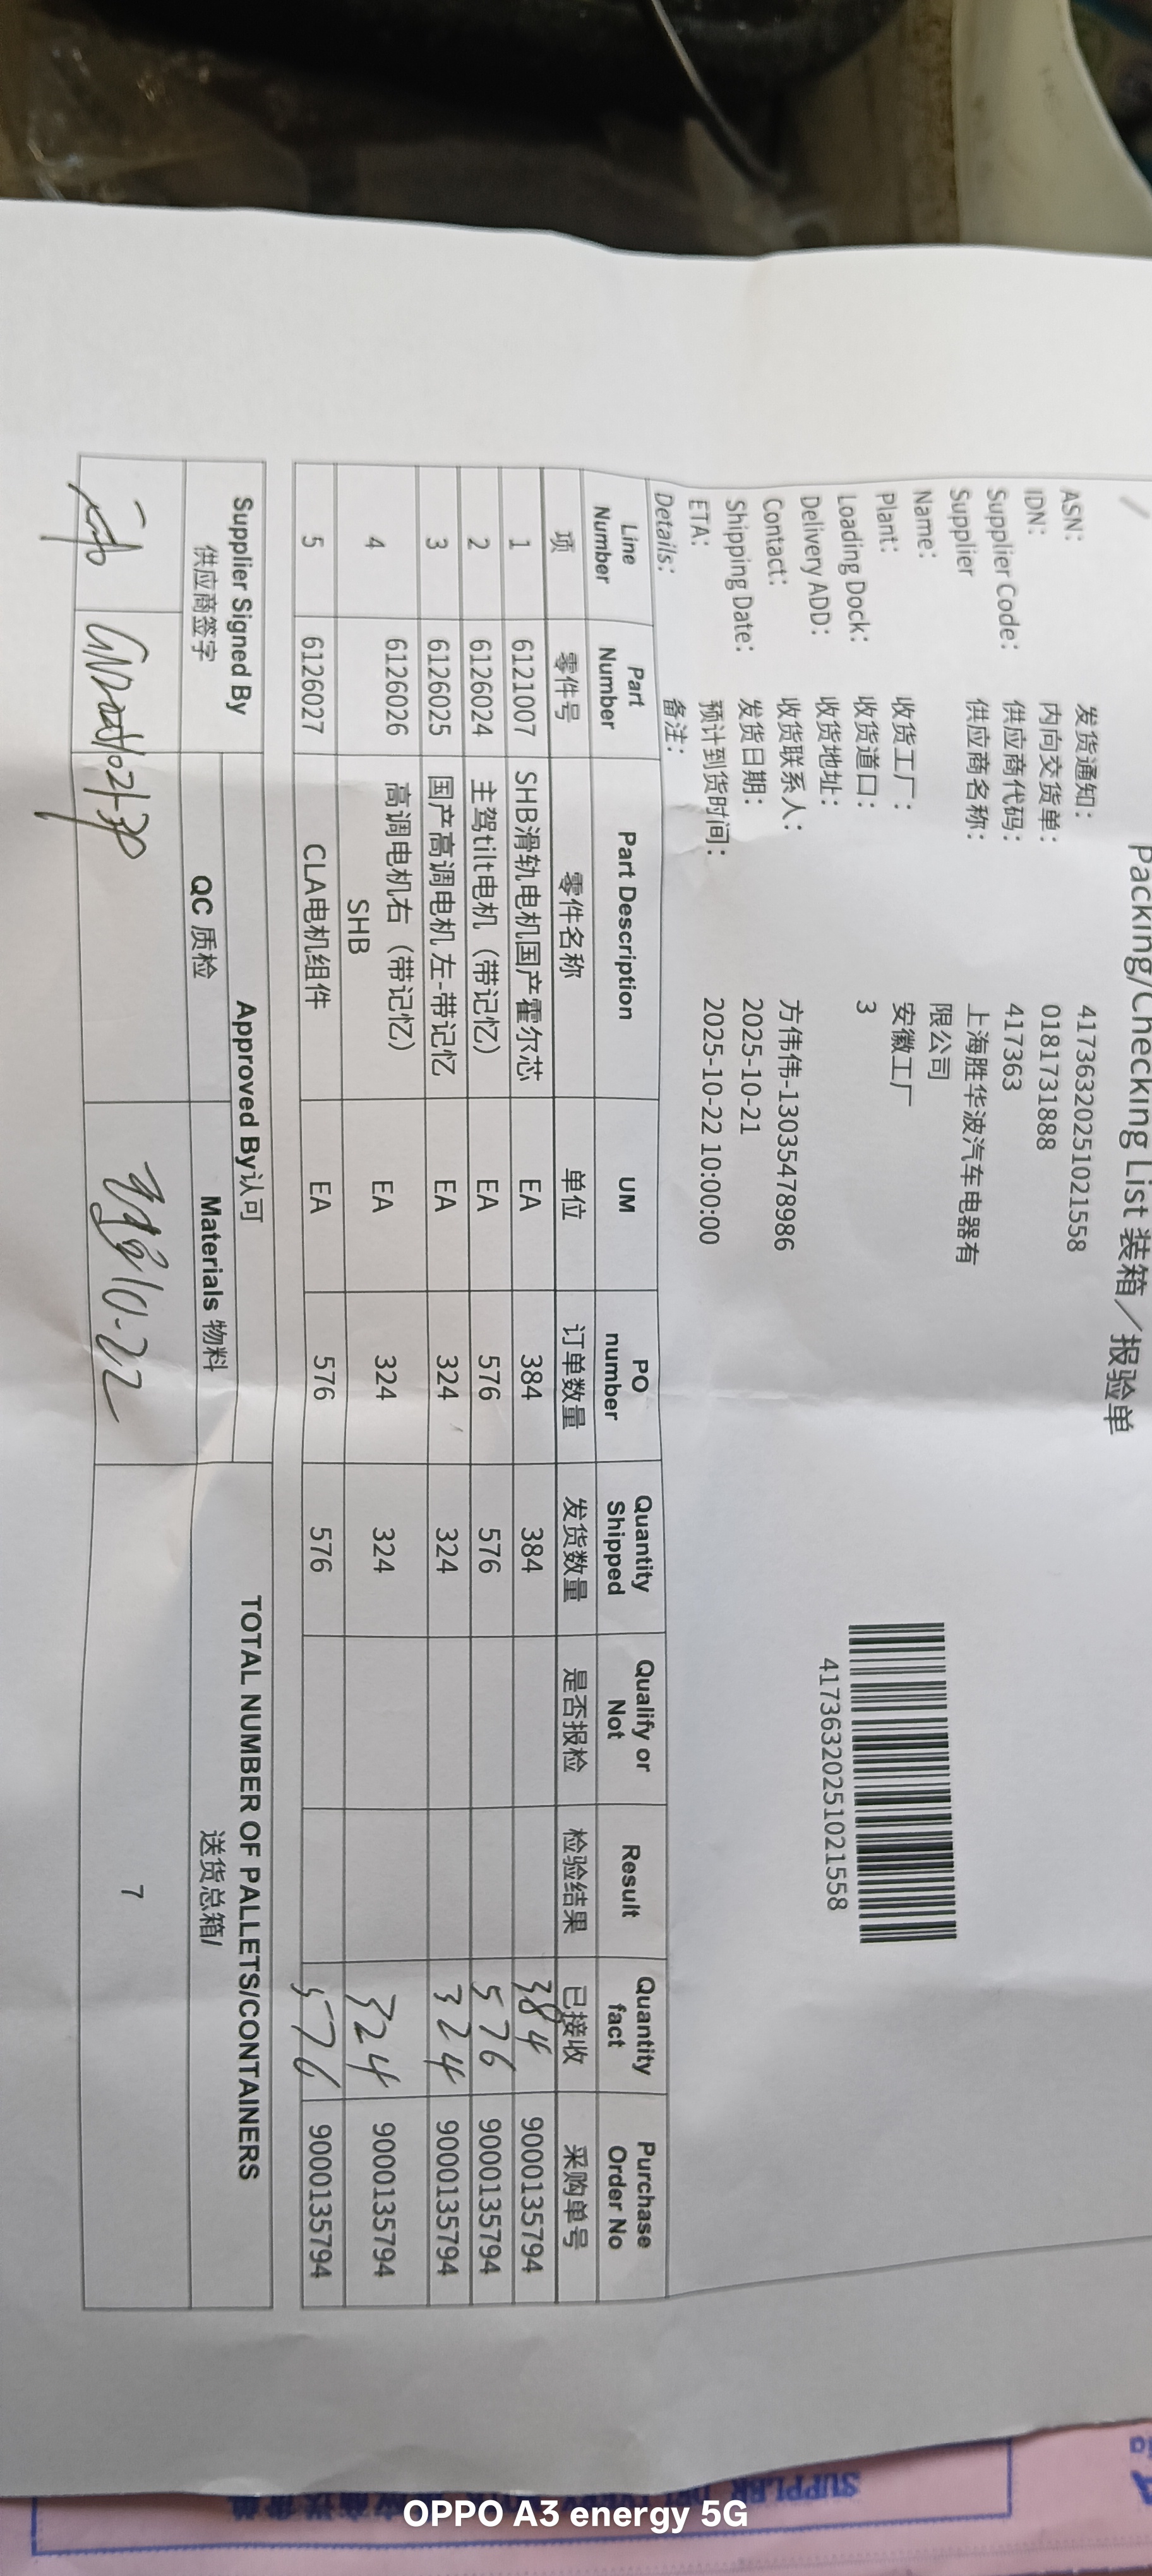 Packing/Checking List 装箱／报验单
ASN: 发货通知: 41736320251021558
IDN: 内向交货单: 0181731888
Supplier Code: 供应商代码: 417363
Supplier Name: 供应商名称: 上海胜华波汽车电器有限公司
Plant: 收货工厂: 安徽工厂
Loading Dock: 收货道口: 3
Delivery ADD: 收货地址:
Contact: 收货联系人: 方伟伟-13035478986
Shipping Date: 发货日期: 2025-10-21
ETA: 预计到货时间: 2025-10-22 10:00:00
Details: 备注:
41736320251021558
Line Number Part Number Part Description UM PO number Quantity Shipped Qualify or Not Result Quantity fact Purchase Order No
项 零件号 零件名称 单位 订单数量 发货数量 是否报检 检验结果 已接收 采购单号
1 6121007 SHB滑轨电机国产霍尔芯 EA 384 384 384 9000135794
2 6126024 主驾tilt电机（带记忆） EA 576 576 576 9000135794
3 6126025 国产高调电机 左-带记忆 EA 324 324 324 9000135794
4 6126026 高调电机右（带记忆）SHB EA 324 324 324 9000135794
5 6126027 CLA电机组件 EA 576 576 576 9000135794
Supplier Signed By 供应商签字
Approved By认可
QC 质检 Materials 物料
TOTAL NUMBER OF PALLETS/CONTAINERS
送货总箱/
10-22
7
OPPO A3 energy 5G